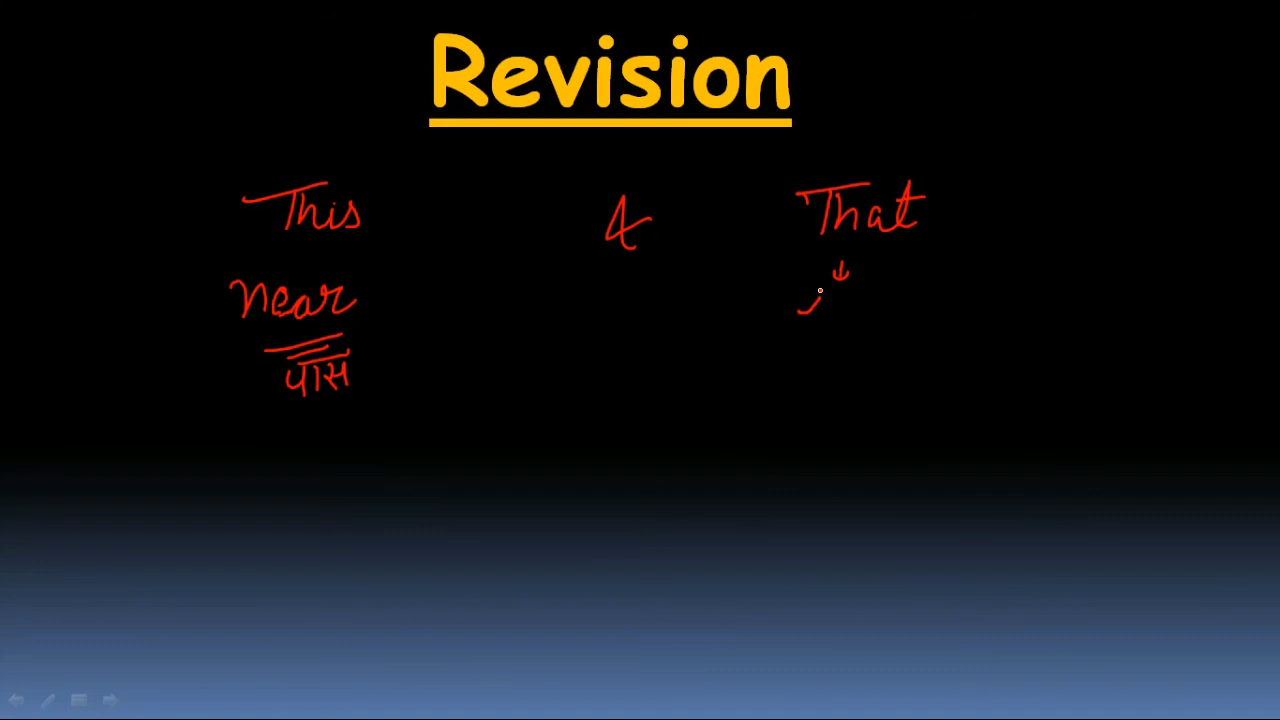 Revision
This & That
Near
पास